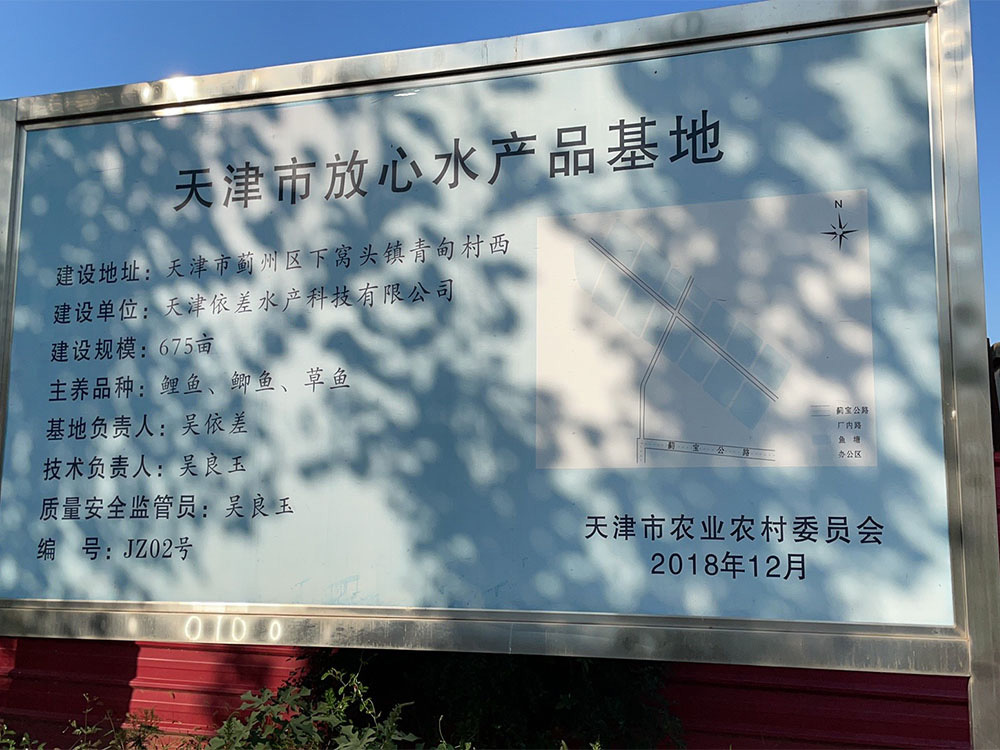 天津市放心水产品基地
建设地址：天津市蓟州区下窝头镇青甸村西
建设单位：天津依差水产科技有限公司
建设规模：675亩
主养品种：鲤鱼、鲫鱼、草鱼
基地负责人：吴依差
技术负责人：吴良玉
质量安全监管员：吴良玉
编 号：JZ02号
N
蓟宝公路
厂内路
鱼 塘
办公区
蓟 宝 公 路
天津市农业农村委员会
2018年12月